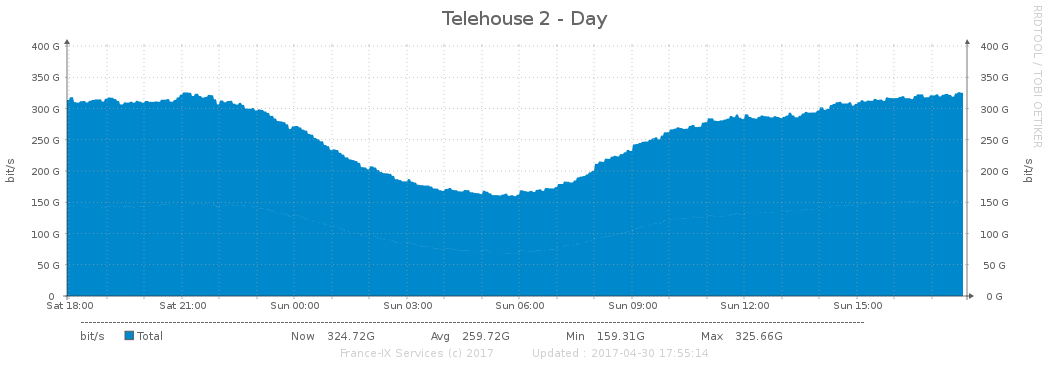 Telehouse 2 - Day
RRDTOOL / TOBI OETIKER
bit/s
400 G 400 G
350 G 350 G
300 G 300 G
250 G 250 G
200 G 200 G
150 G 150 G
100 G 100 G
50 G 50 G
0 0 G
bit/s
Sat 18:00 Sat 21:00 Sun 00:00 Sun 03:00 Sun 06:00 Sun 09:00 Sun 12:00 Sun 15:00
bit/s Total Now 324.72G Avg 259.72G Min 159.31G Max 325.66G
France-IX Services (c) 2017 Updated : 2017-04-30 17:55:14